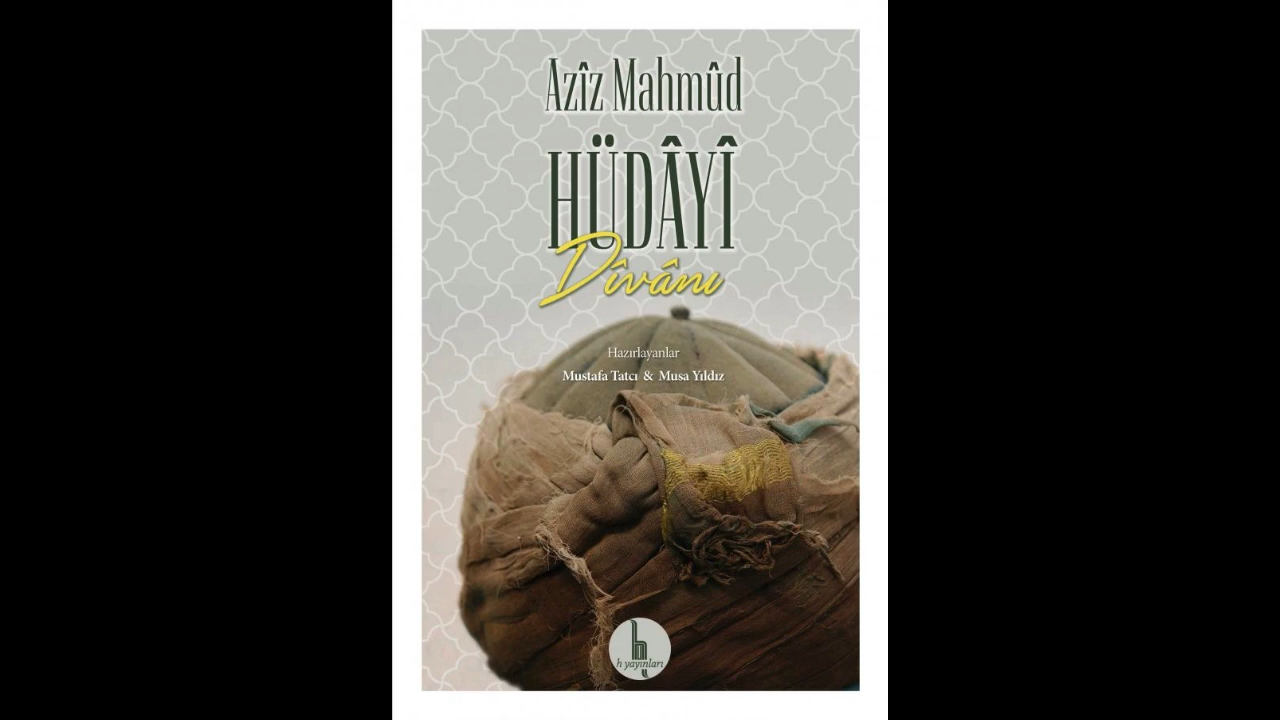 Azîz Mahmûd
HÜDÂYÎ
Dîvânı
Hazırlayanlar
Mustafa Tatcı & Musa Yıldız
h yayınları